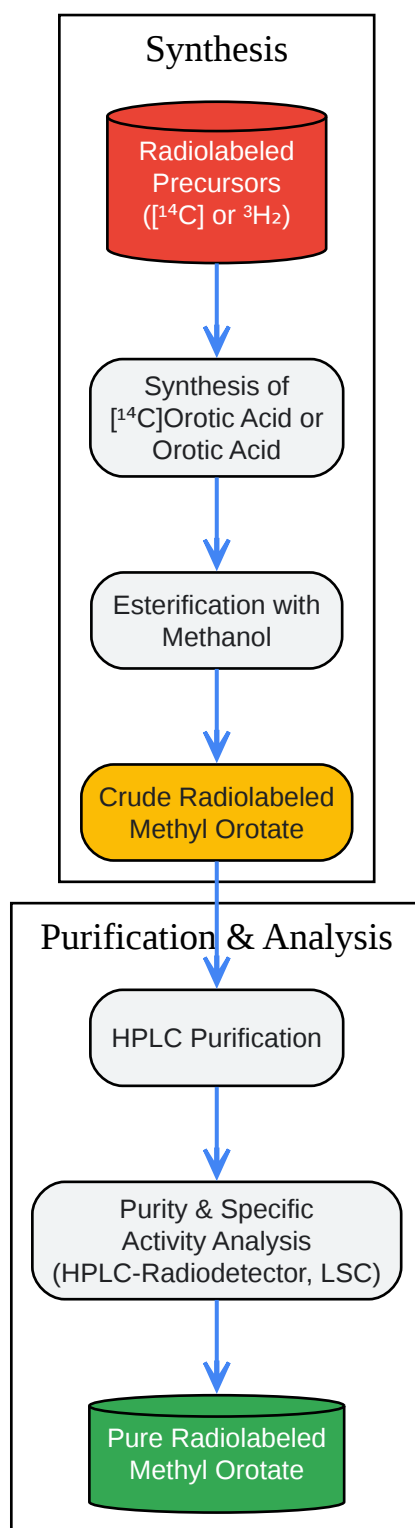 Synthesis
Radiolabeled
Precursors
([¹⁴C] or ³H₂)
Synthesis of
[¹⁴C]Orotic Acid or
Orotic Acid
Esterification with
Methanol
Crude Radiolabeled
Methyl Orotate
Purification & Analysis
HPLC Purification
Purity & Specific
Activity Analysis
(HPLC-Radiodetector, LSC)
Pure Radiolabeled
Methyl Orotate